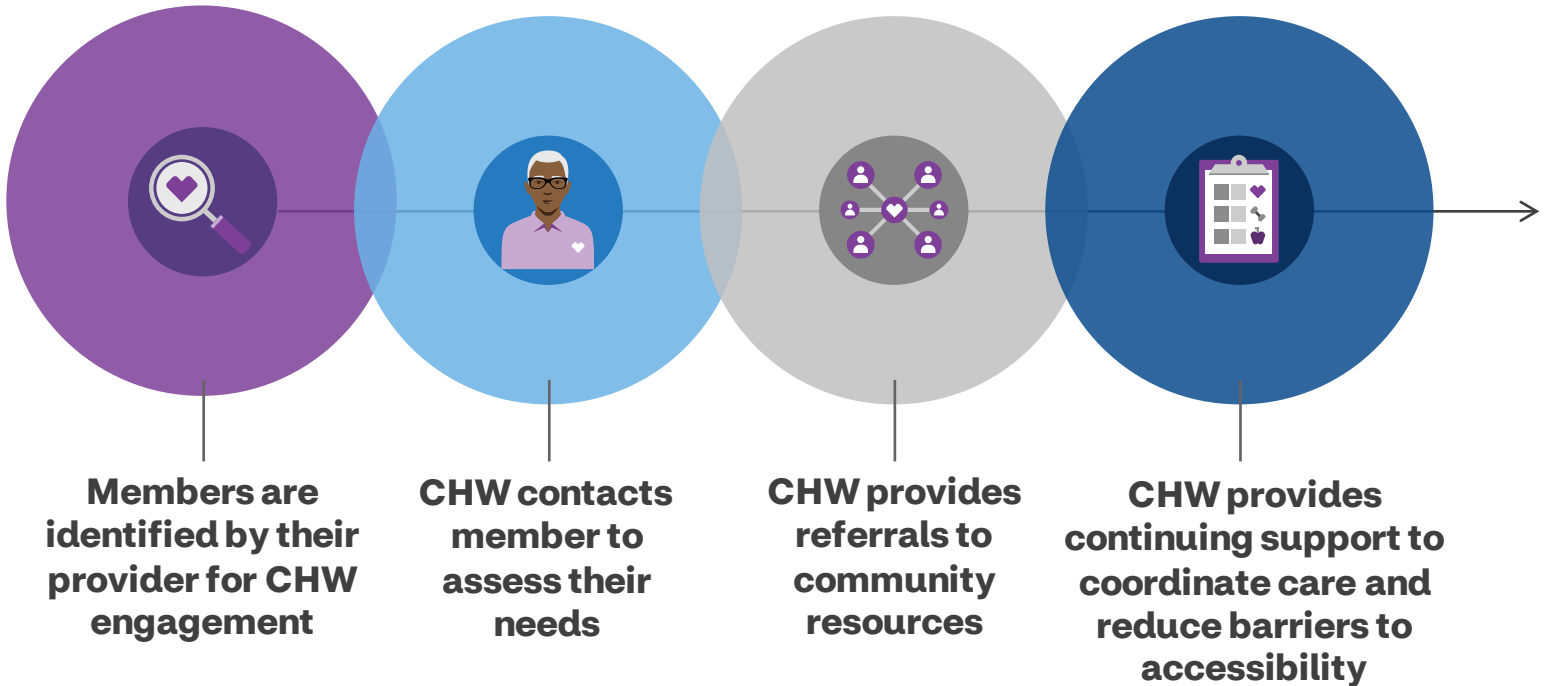 Members are
identified by their
provider for CHW
engagement
CHW contacts
member to
assess their
needs
CHW provides
referrals to
community
resources
CHW provides
continuing support to
coordinate care and
reduce barriers to
accessibility